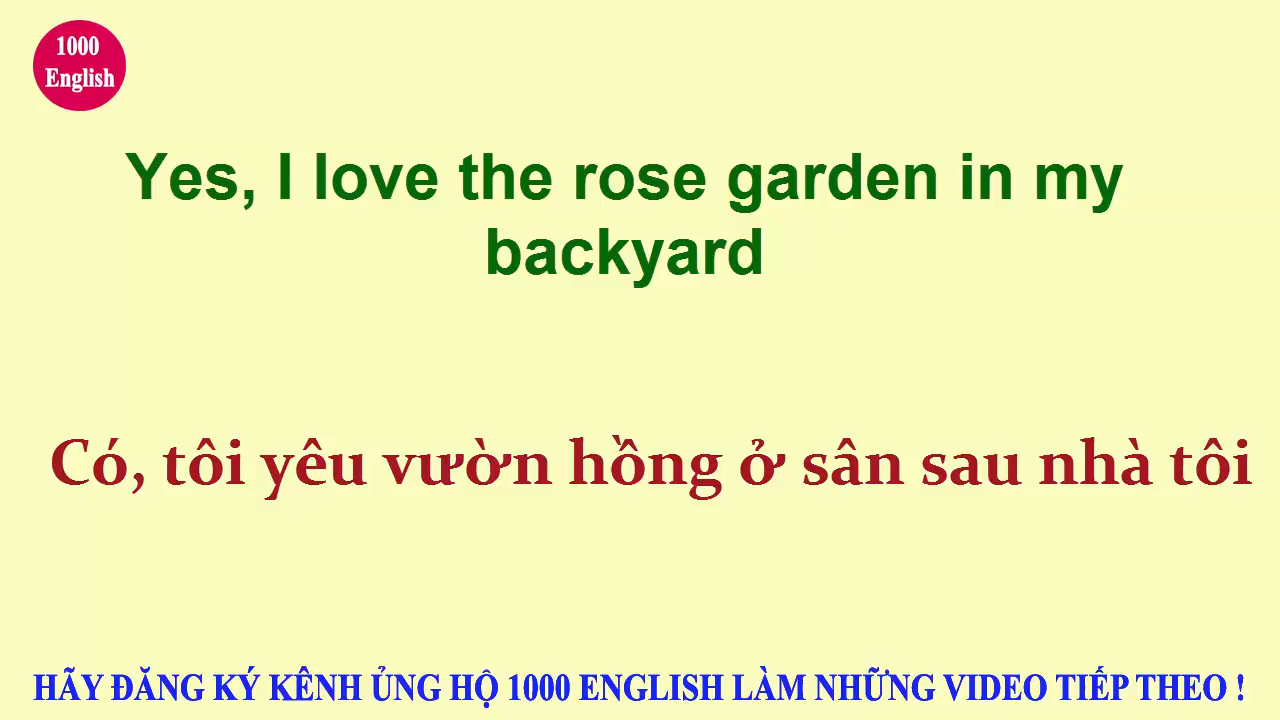 1000
English
Yes, I love the rose garden in my
backyard
Có, tôi yêu vườn hồng ở sân sau nhà tôi
HÃY ĐĂNG KÝ KÊNH ỦNG HỘ 1000 ENGLISH LÀM NHỮNG VIDEO TIẾP THEO !